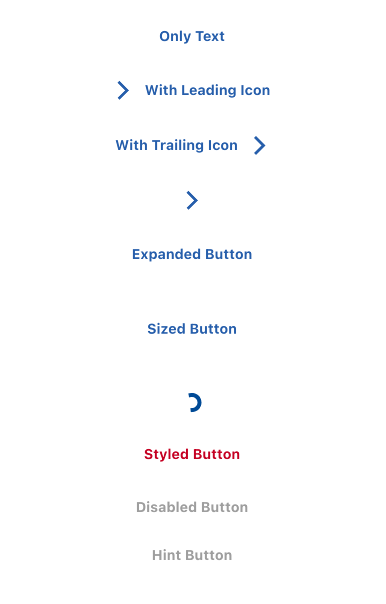 Only Text
With Leading Icon
With Trailing Icon
Expanded Button
Sized Button
Styled Button
Disabled Button
Hint Button